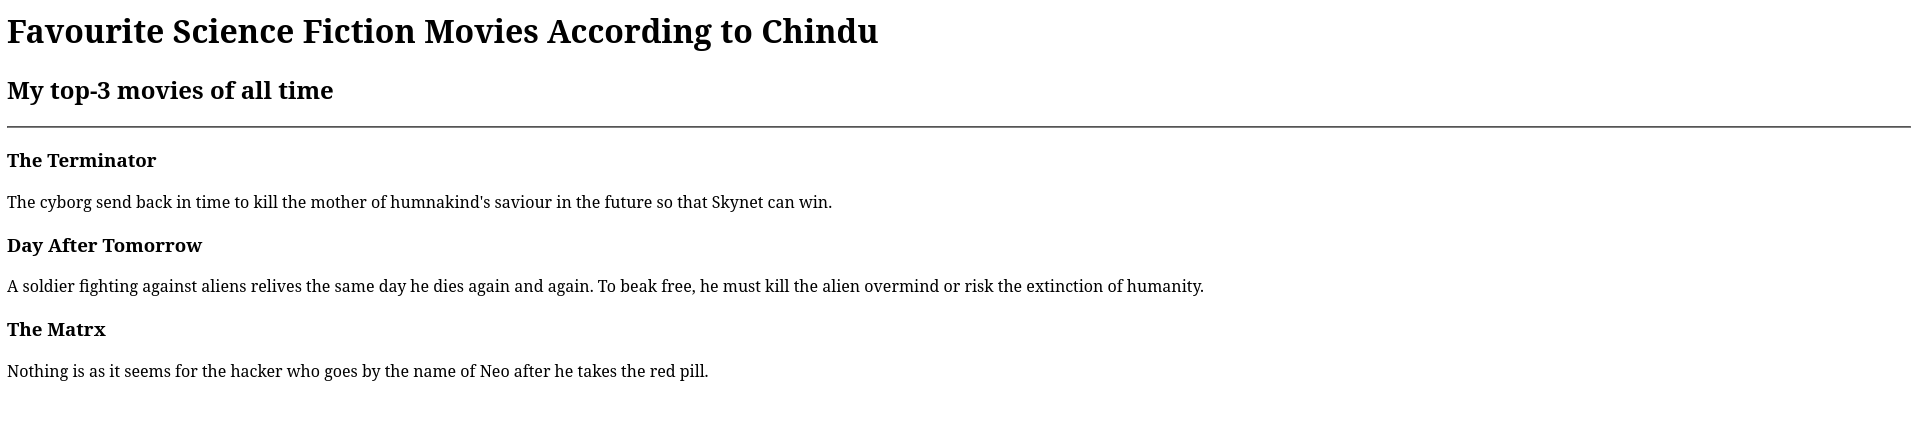 Favourite Science Fiction Movies According to Chindu
My top-3 movies of all time
The Terminator
The cyborg send back in time to kill the mother of humnakind's saviour in the future so that Skynet can win.
Day After Tomorrow
A soldier fighting against aliens relives the same day he dies again and again. To beak free, he must kill the alien overmind or risk the extinction of humanity.
The Matrx
Nothing is as it seems for the hacker who goes by the name of Neo after he takes the red pill.